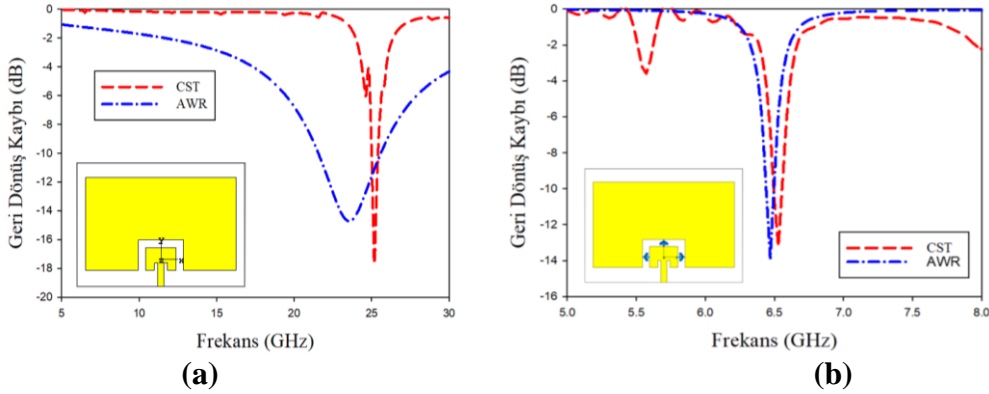 0
-2
-4
-6
-8
-10
-12
-14
-16
-18
-20
Geri Dönüş Kaybı (dB)
CST
AWR
Y
X
5 10 15 20 25 30
Frekans (GHz)
(a)
0
-2
-4
-6
-8
-10
-12
-14
-16
Geri Dönüş Kaybı (dB)
CST
AWR
5.0 5.5 6.0 6.5 7.0 7.5 8.0
Frekans (GHz)
(b)